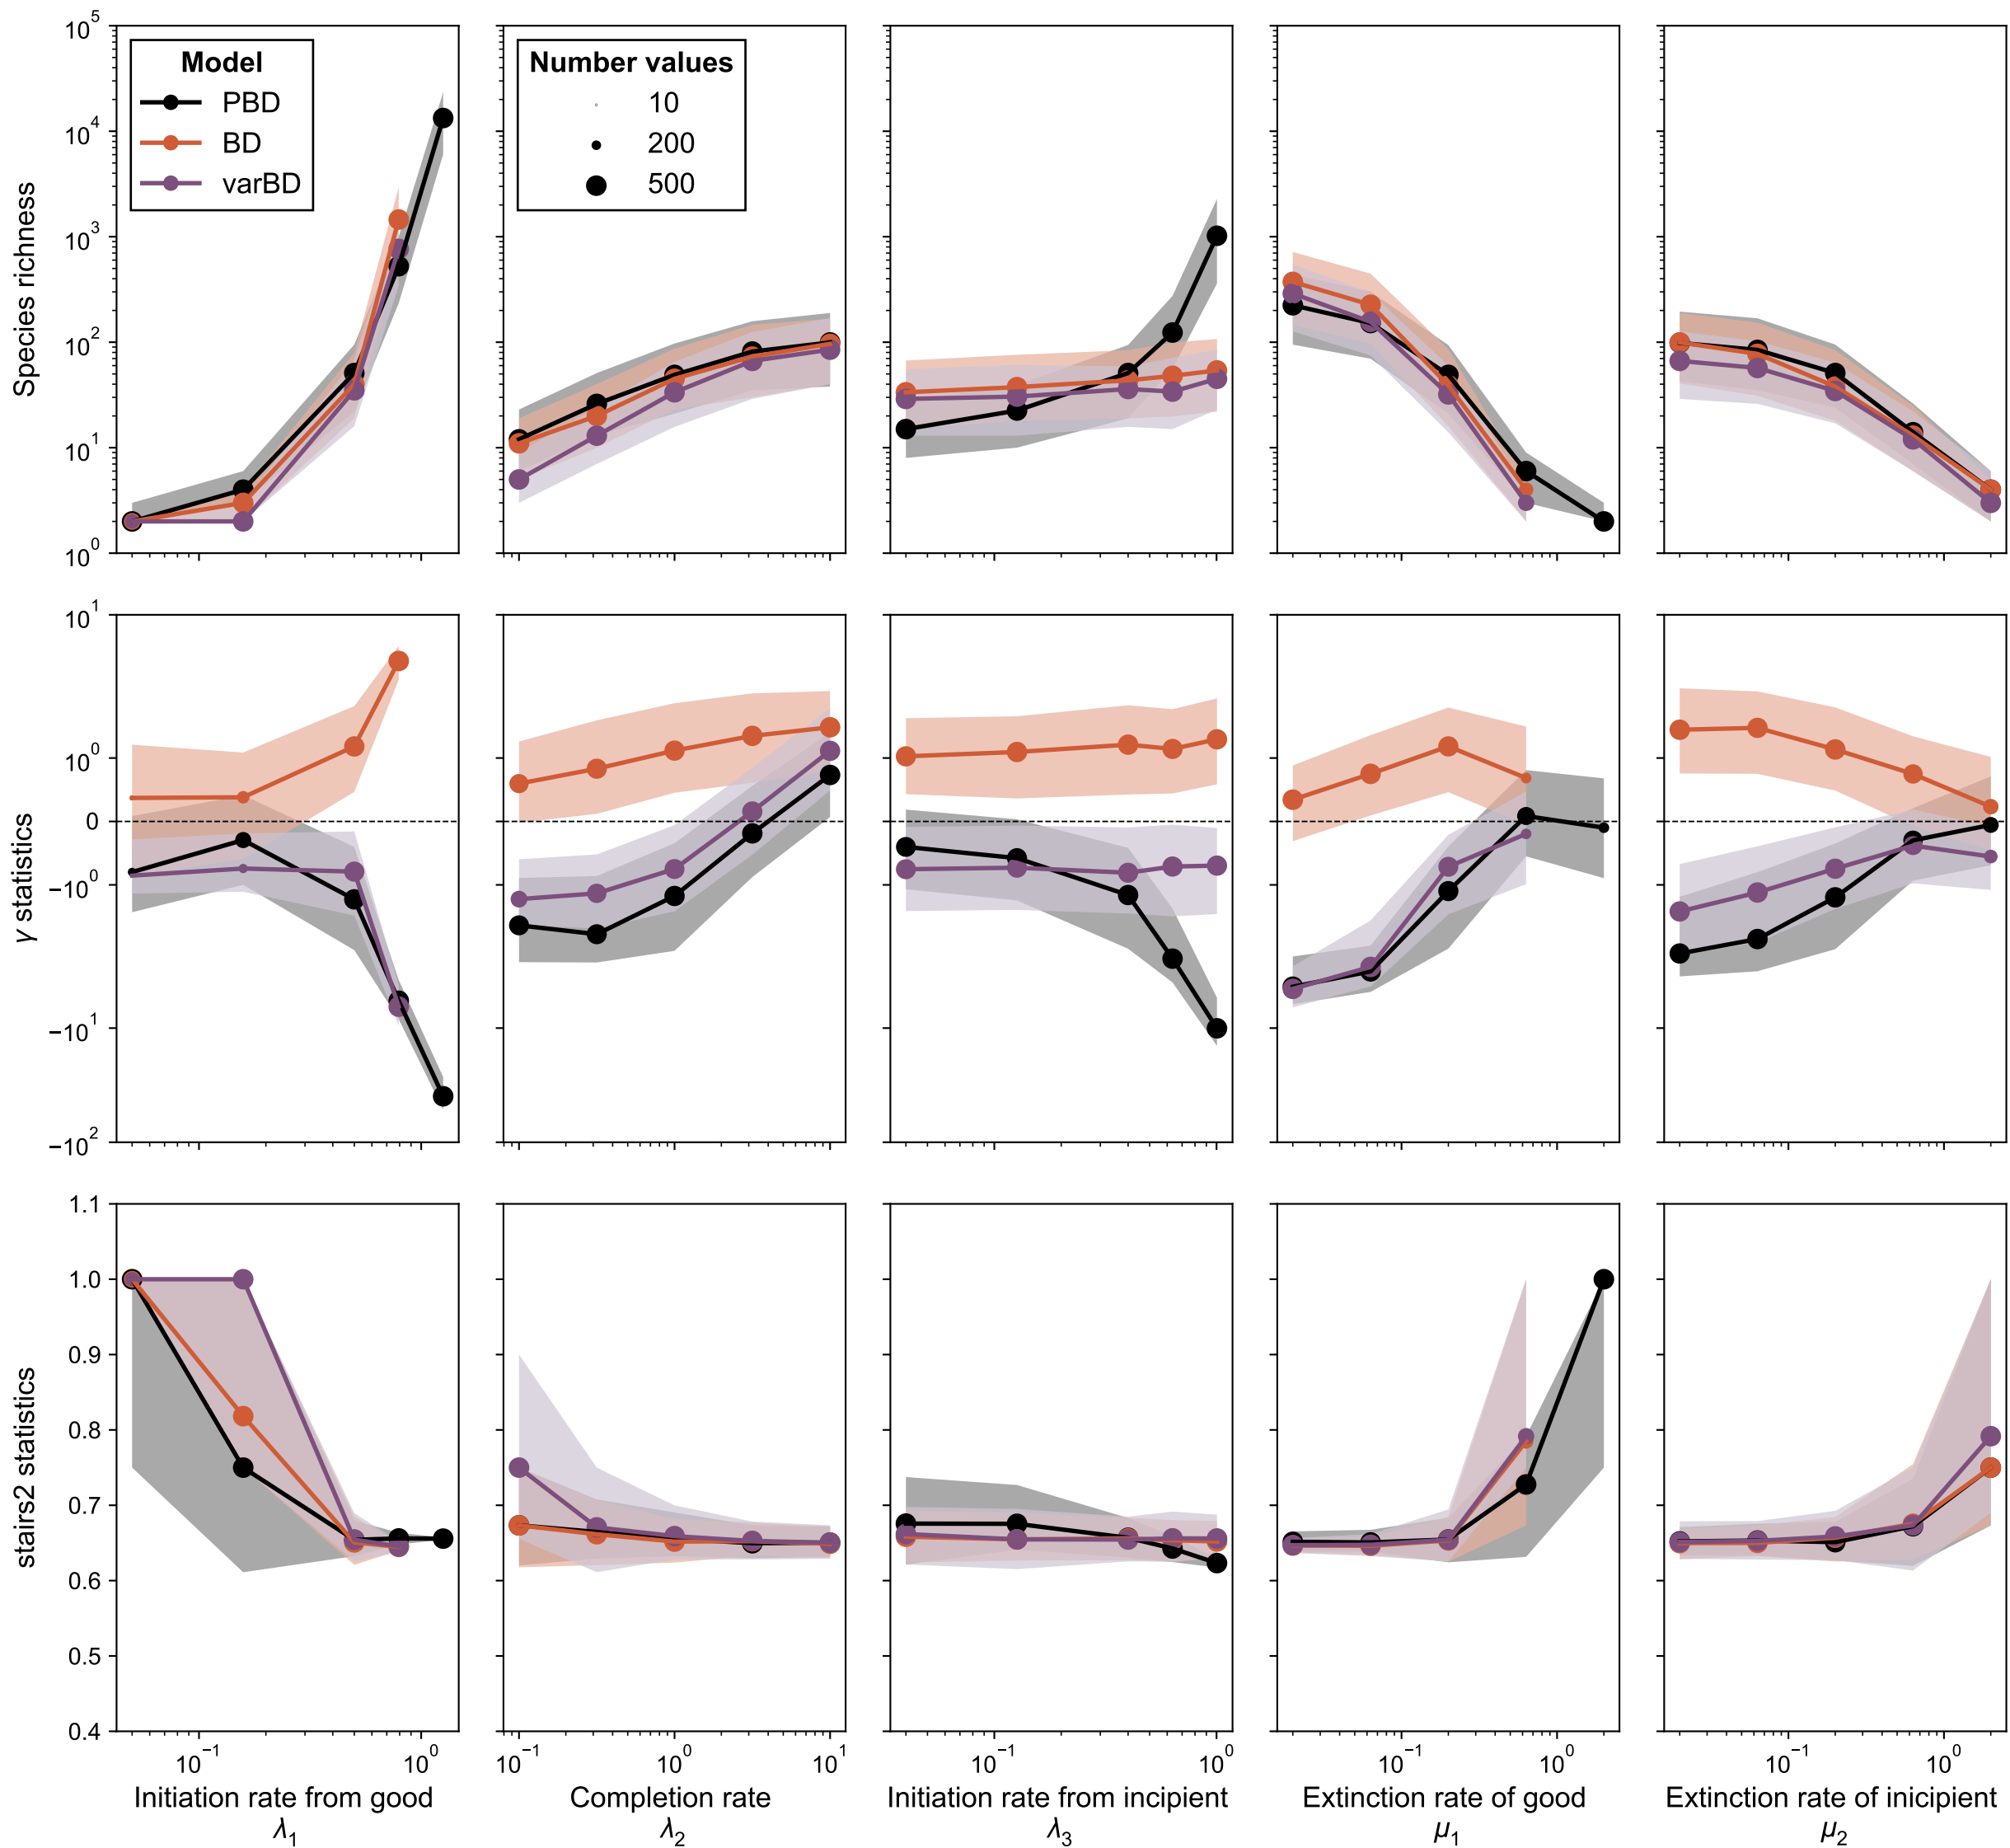 Species richness
10^5
10^4
10^3
10^2
10^1
10^0
Model
PBD
BD
varBD
Number values
10
200
500
γ statistics
10^1
10^0
0
−10^0
−10^1
−10^2
stairs2 statistics
1.1
1.0
0.9
0.8
0.7
0.6
0.5
0.4
10^−1 10^0
10^−1 10^0 10^1
10^−1 10^0
10^−1 10^0
10^−1 10^0
Initiation rate from good
λ1
Completion rate
λ2
Initiation rate from incipient
λ3
Extinction rate of good
μ1
Extinction rate of inicipient
μ2